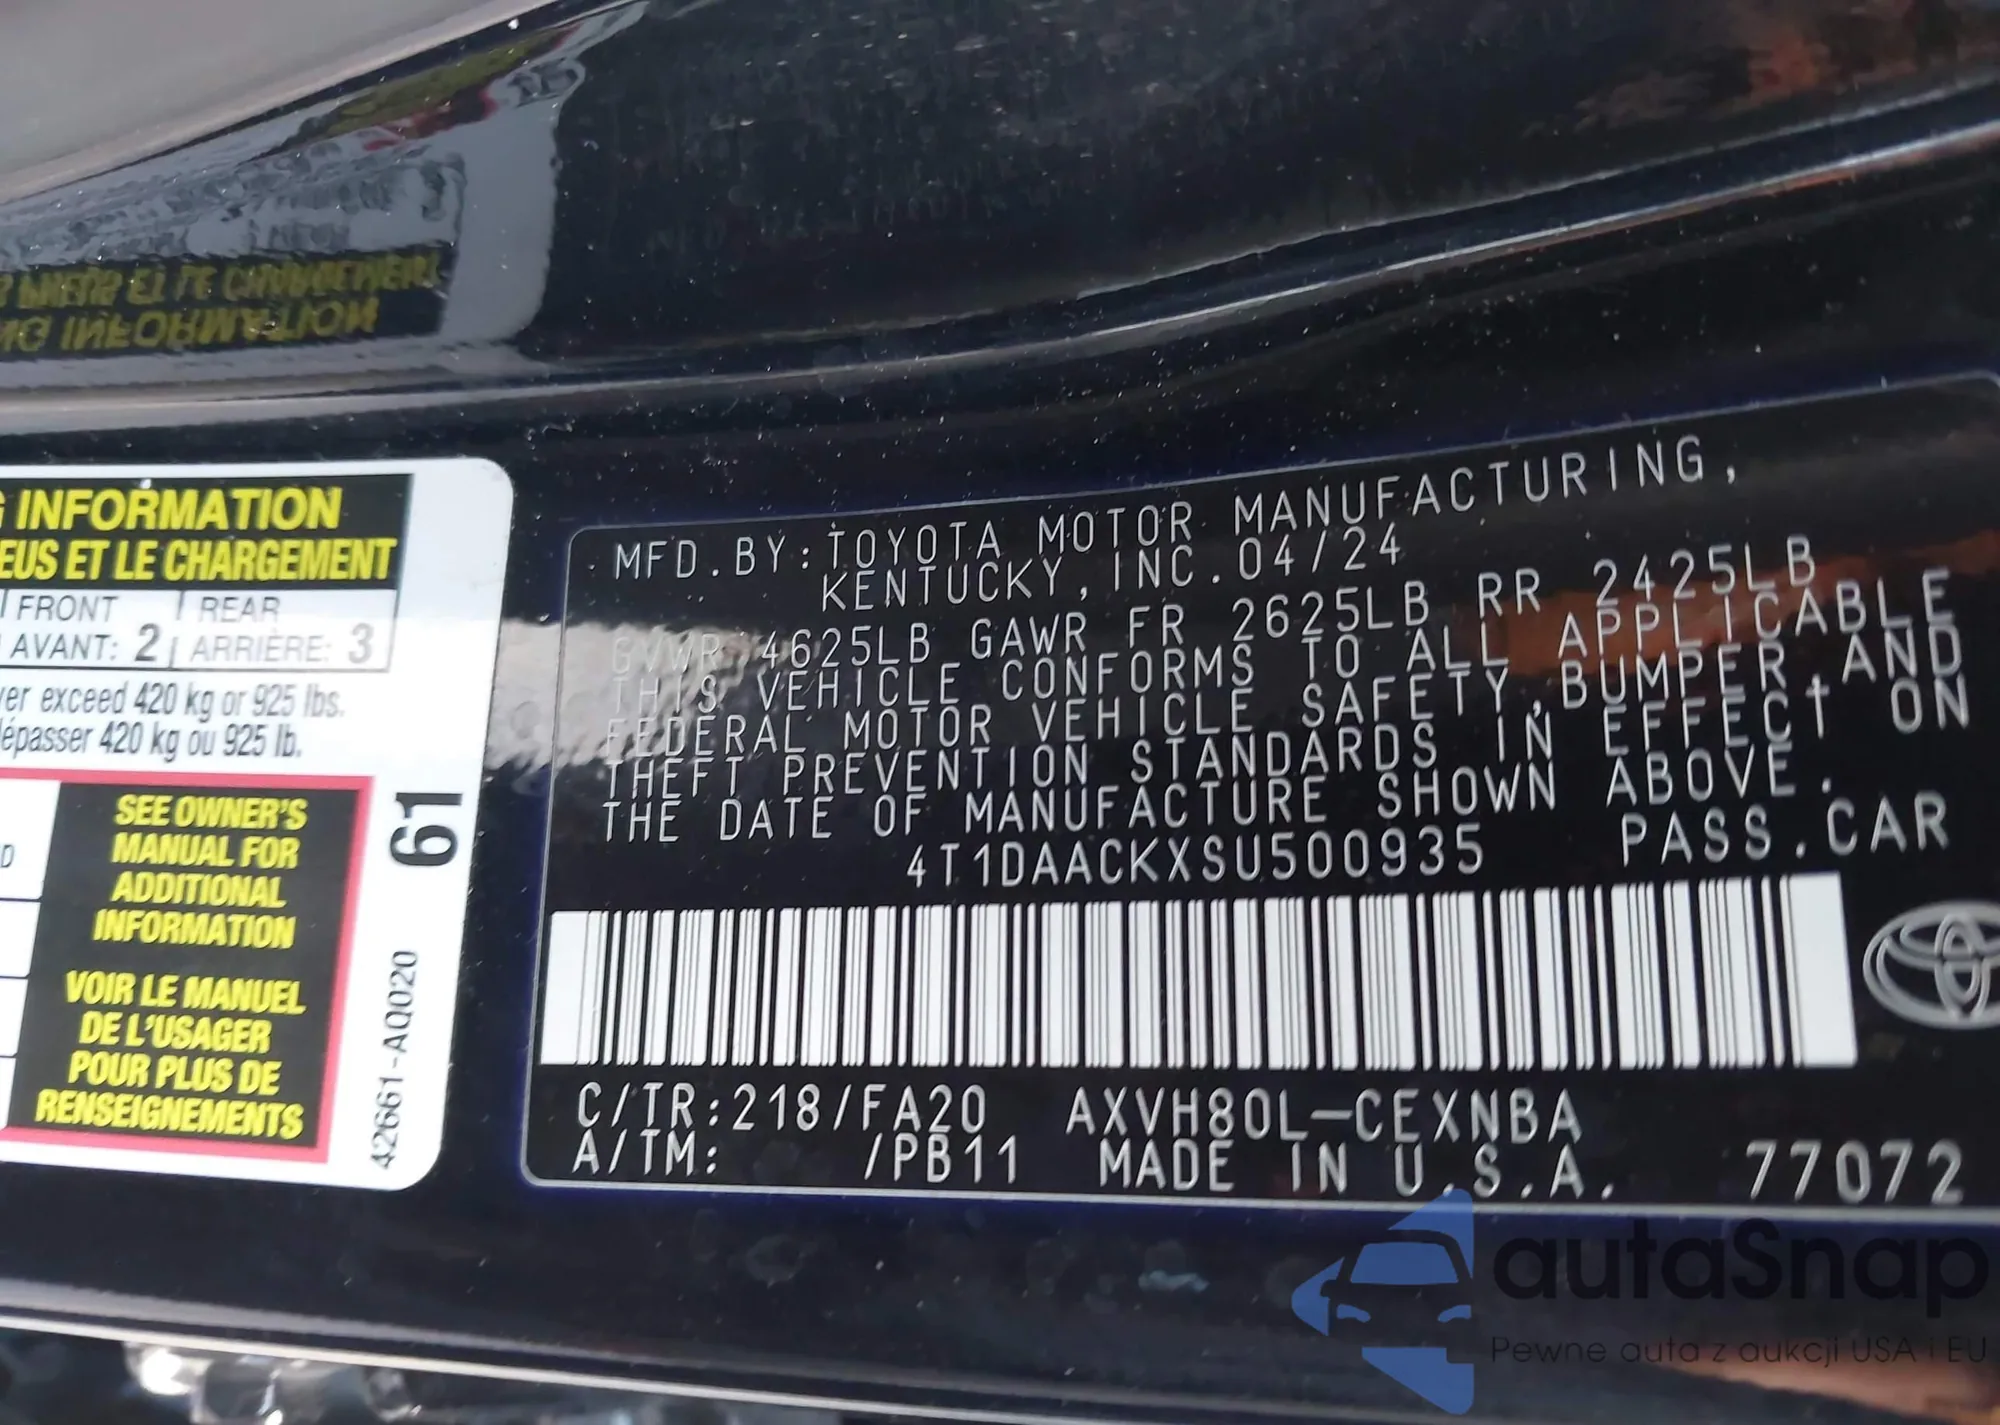 G INFORMATION
EUS ET LE CHARGEMENT
FRONT REAR
AVANT: 2 ARRIÈRE: 3
ver exceed 420 kg or 925 lbs.
épasser 420 kg ou 925 lb.
SEE OWNER'S
MANUAL FOR
ADDITIONAL
INFORMATION
VOIR LE MANUEL
DE L'USAGER
POUR PLUS DE
RENSEIGNEMENTS
61
42661-AQ020
MFD.BY:TOYOTA MOTOR MANUFACTURING,
KENTUCKY, INC. 04/24
GVWR 4625LB GAWR FR 2625LB RR 2425LB
THIS VEHICLE CONFORMS TO ALL APPLICABLE
FEDERAL MOTOR VEHICLE SAFETY,BUMPER,AND
THEFT PREVENTION STANDARDS IN EFFECT ON
THE DATE OF MANUFACTURE SHOWN ABOVE.
4T1DAACKXSU500935 PASS.CAR
C/TR:218/FA20 AXVH80L-CEXNBA
A/TM: /PB11 MADE IN U.S.A. 77072
autaSnap
Pewne auta z aukcji USA i EU